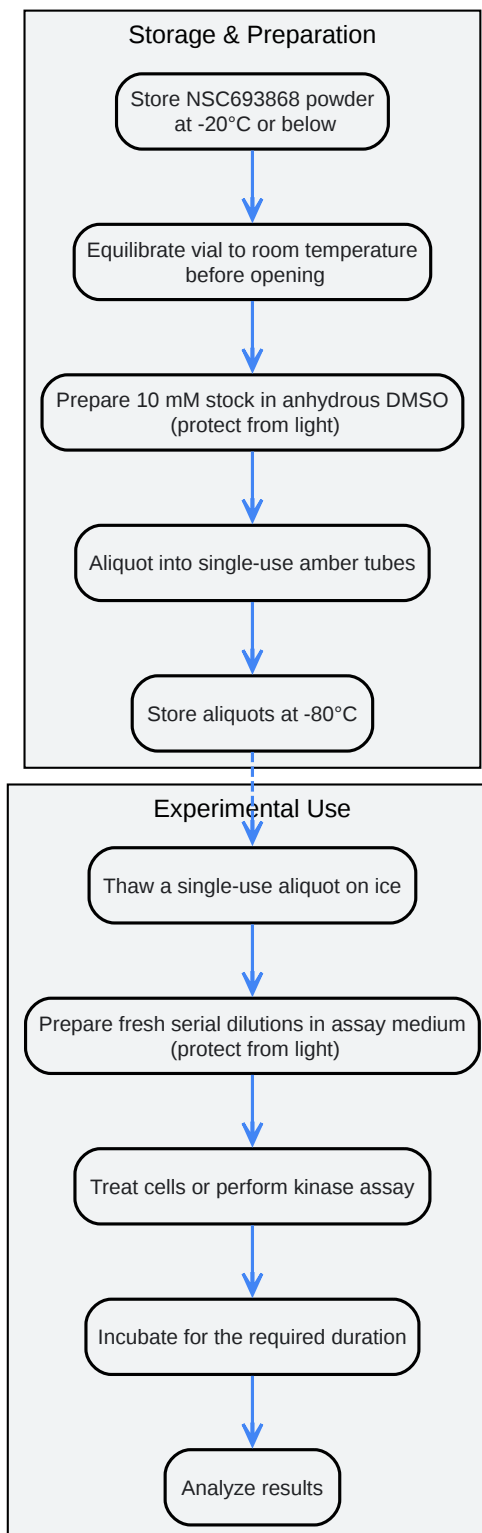 Storage & Preparation
Store NSC693868 powder
at -20°C or below
Equilibrate vial to room temperature
before opening
Prepare 10 mM stock in anhydrous DMSO
(protect from light)
Aliquot into single-use amber tubes
Store aliquots at -80°C
Experimental Use
Thaw a single-use aliquot on ice
Prepare fresh serial dilutions in assay medium
(protect from light)
Treat cells or perform kinase assay
Incubate for the required duration
Analyze results